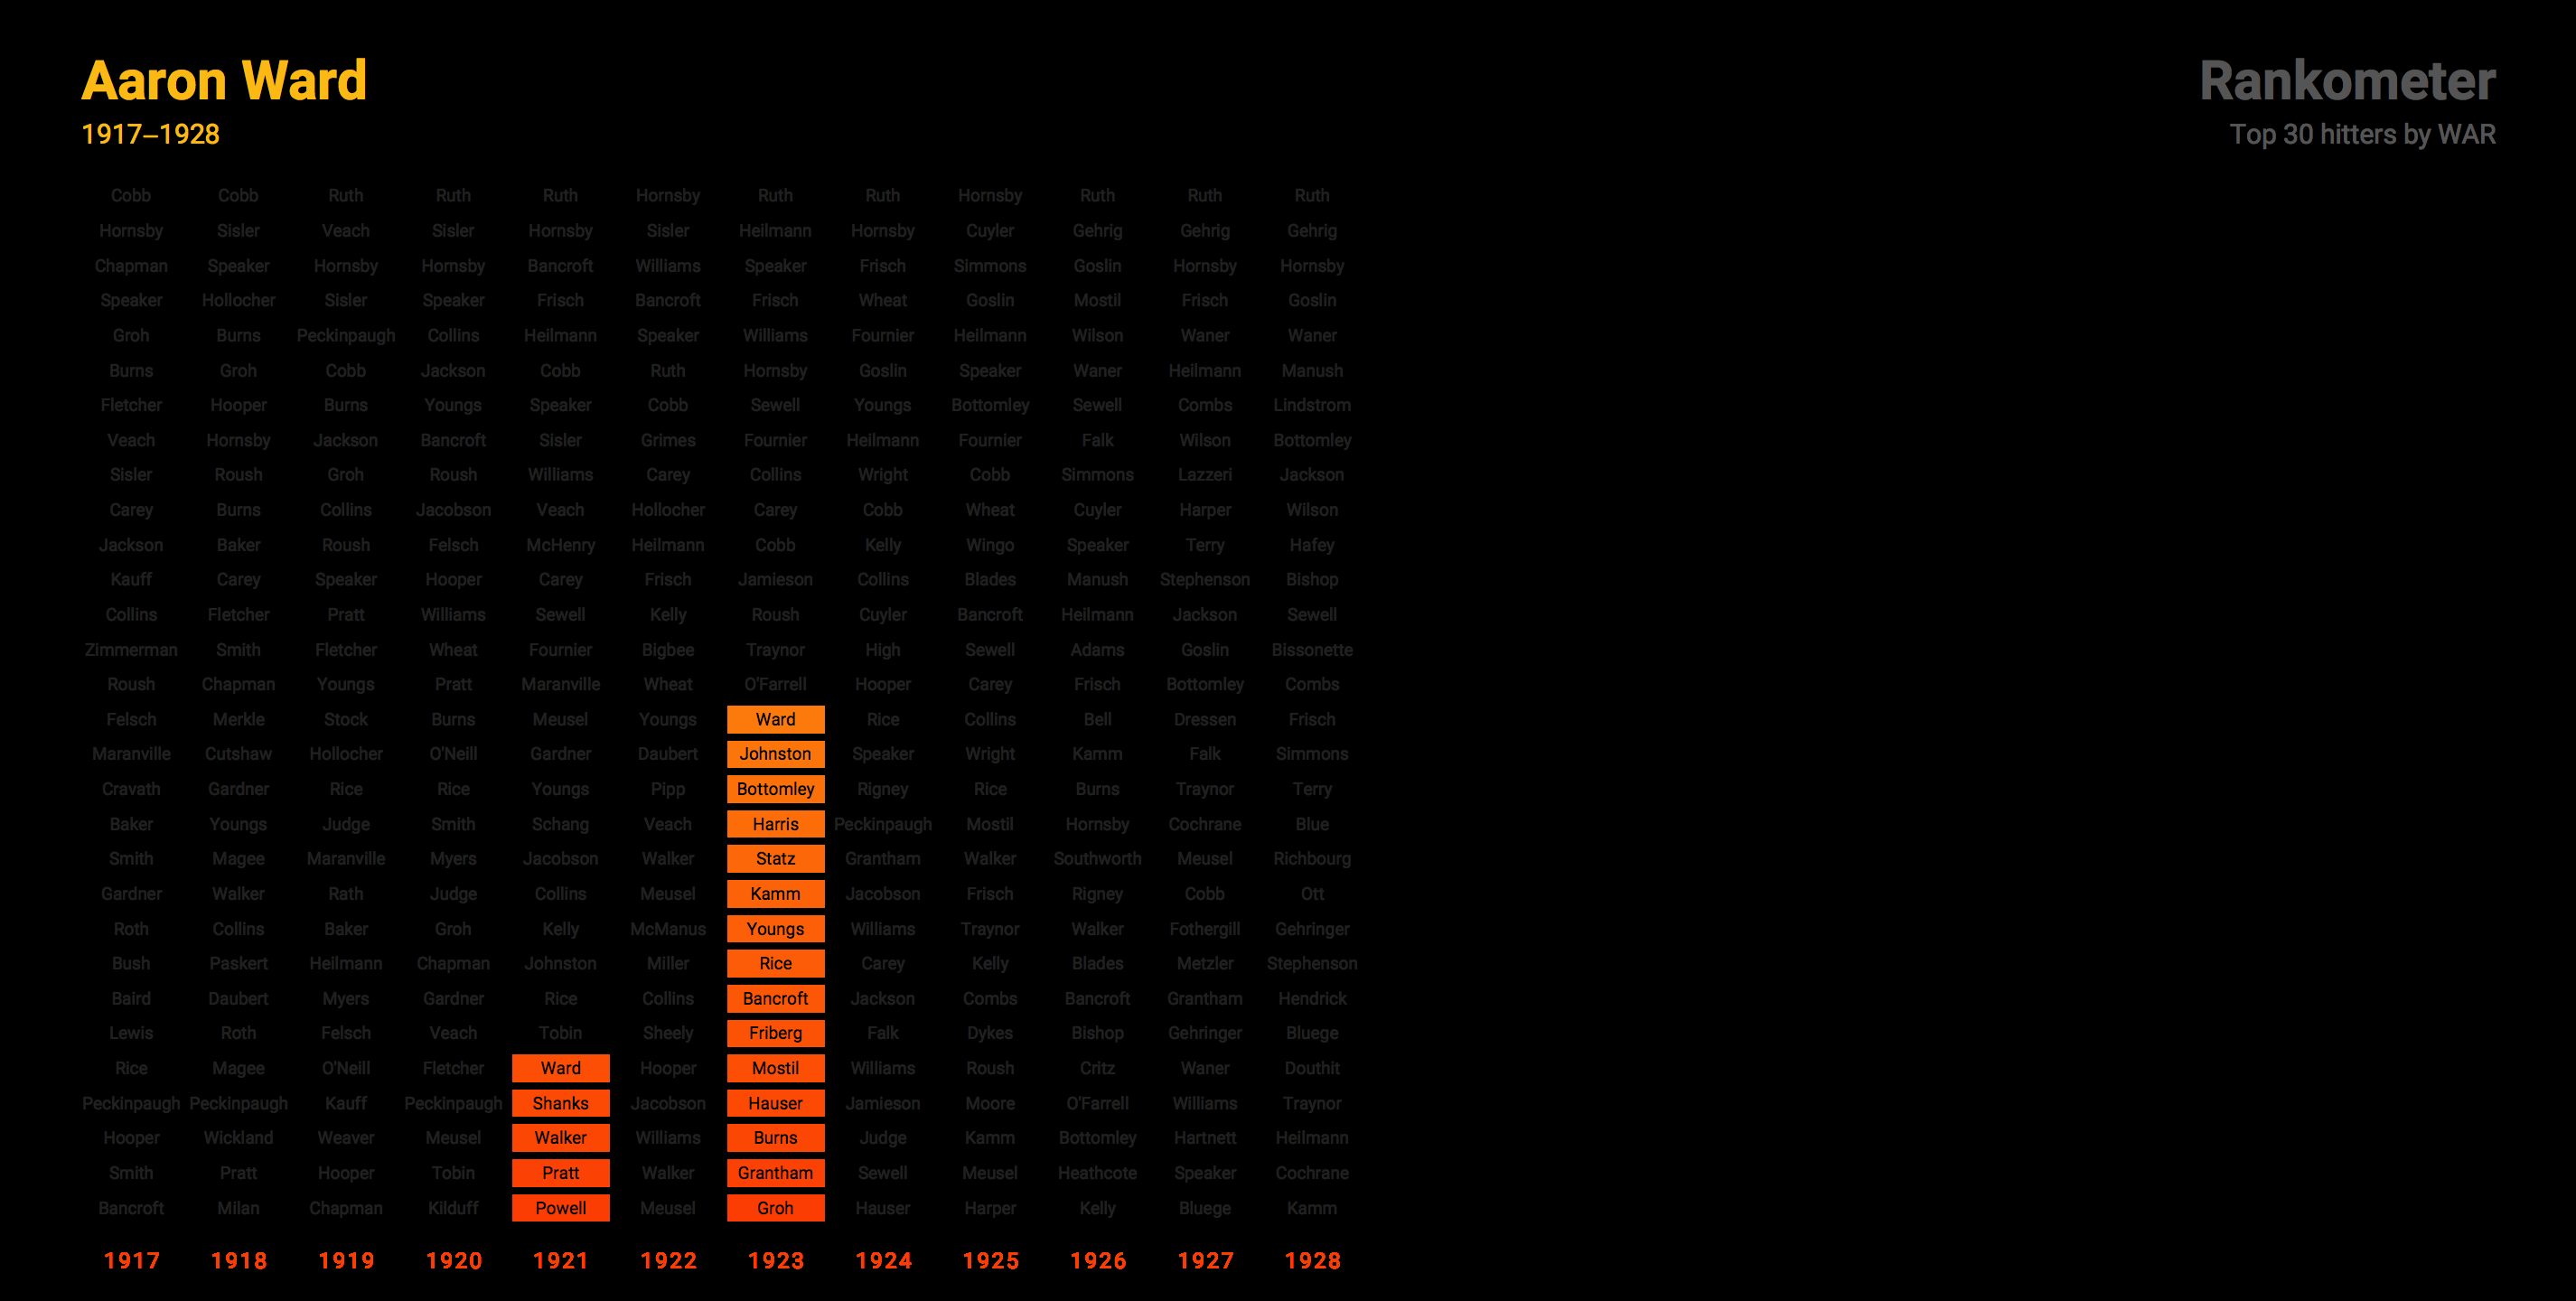 Aaron Ward
1917–1928
Rankometer
Top 30 hitters by WAR
Cobb Cobb Ruth Ruth Ruth Hornsby Ruth Ruth Hornsby Ruth Ruth Ruth
Hornsby Sisler Veach Sisler Hornsby Sisler Heilmann Hornsby Cuyler Gehrig Gehrig Gehrig
Chapman Speaker Hornsby Hornsby Bancroft Williams Speaker Frisch Simmons Goslin Hornsby Hornsby
Speaker Hollocher Sisler Speaker Frisch Bancroft Frisch Wheat Goslin Mostil Frisch Goslin
Groh Burns Peckinpaugh Collins Heilmann Speaker Williams Fournier Heilmann Wilson Waner Waner
Burns Groh Cobb Jackson Cobb Ruth Hornsby Goslin Speaker Waner Heilmann Manush
Fletcher Hooper Burns Youngs Speaker Cobb Sewell Youngs Bottomley Sewell Combs Lindstrom
Veach Hornsby Jackson Bancroft Sisler Grimes Fournier Heilmann Fournier Falk Wilson Bottomley
Sisler Roush Groh Roush Williams Carey Collins Wright Cobb Simmons Lazzeri Jackson
Carey Burns Collins Jacobson Veach Hollocher Carey Cobb Wheat Cuyler Harper Wilson
Jackson Baker Roush Felsch McHenry Heilmann Cobb Kelly Wingo Speaker Terry Hafey
Kauff Carey Speaker Hooper Carey Frisch Jamieson Collins Blades Manush Stephenson Bishop
Collins Fletcher Pratt Williams Sewell Kelly Roush Cuyler Bancroft Heilmann Jackson Sewell
Zimmerman Smith Fletcher Wheat Fournier Bigbee Traynor High Sewell Adams Goslin Bissonette
Roush Chapman Youngs Pratt Maranville Wheat O'Farrell Hooper Carey Frisch Bottomley Combs
Felsch Merkle Stock Burns Meusel Youngs Ward Rice Collins Bell Dressen Frisch
Maranville Cutshaw Hollocher O'Neill Gardner Daubert Johnston Speaker Wright Kamm Falk Simmons
Cravath Gardner Rice Rice Youngs Pipp Bottomley Rigney Rice Burns Traynor Terry
Baker Youngs Judge Smith Schang Veach Harris Peckinpaugh Mostil Hornsby Cochrane Blue
Smith Magee Maranville Myers Jacobson Walker Statz Grantham Walker Southworth Meusel Richbourg
Gardner Walker Rath Judge Collins Meusel Kamm Jacobson Frisch Rigney Cobb Ott
Roth Collins Baker Groh Kelly McManus Youngs Williams Traynor Walker Fothergill Gehringer
Bush Paskert Heilmann Chapman Johnston Miller Rice Carey Kelly Blades Metzler Stephenson
Baird Daubert Myers Gardner Rice Collins Bancroft Jackson Combs Bancroft Grantham Hendrick
Lewis Roth Felsch Veach Tobin Sheely Friberg Falk Dykes Bishop Gehringer Bluege
Rice Magee O'Neill Fletcher Ward Hooper Mostil Williams Roush Critz Waner Douthit
Peckinpaugh Peckinpaugh Kauff Peckinpaugh Shanks Jacobson Hauser Jamieson Moore O'Farrell Williams Traynor
Hooper Wickland Weaver Meusel Walker Williams Burns Judge Kamm Bottomley Hartnett Heilmann
Smith Pratt Hooper Tobin Pratt Walker Grantham Sewell Meusel Heathcote Speaker Cochrane
Bancroft Milan Chapman Kilduff Powell Meusel Groh Hauser Harper Kelly Bluege Kamm
1917 1918 1919 1920 1921 1922 1923 1924 1925 1926 1927 1928